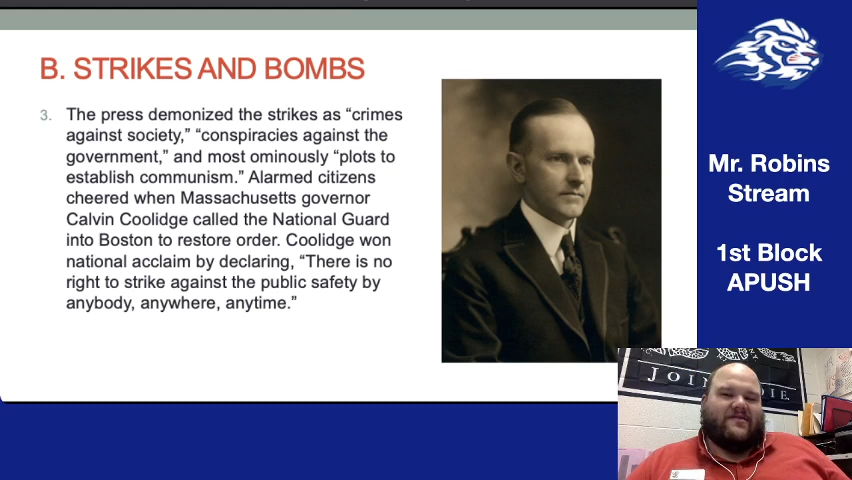 B. STRIKES AND BOMBS
3. The press demonized the strikes as “crimes
against society,” “conspiracies against the
government,” and most ominously “plots to
establish communism.” Alarmed citizens
cheered when Massachusetts governor
Calvin Coolidge called the National Guard
into Boston to restore order. Coolidge won
national acclaim by declaring, “There is no
right to strike against the public safety by
anybody, anywhere, anytime.”
Mr. Robins
Stream
1st Block
APUSH
JOIN DIE.